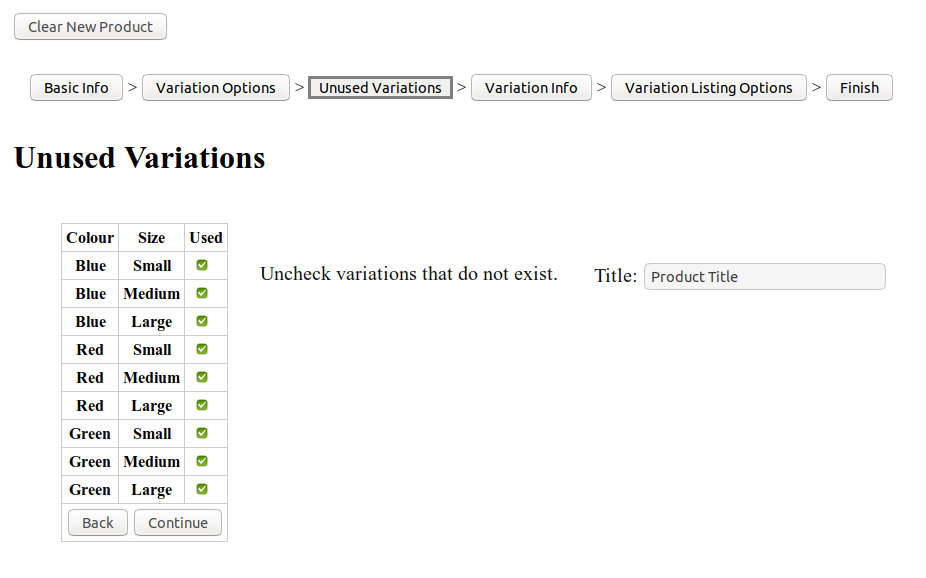 Clear New Product
Basic Info > Variation Options > Unused Variations > Variation Info > Variation Listing Options > Finish
Unused Variations
Colour Size Used
Blue Small
Blue Medium
Blue Large
Red Small
Red Medium
Red Large
Green Small
Green Medium
Green Large
Back Continue
Uncheck variations that do not exist.
Title: Product Title